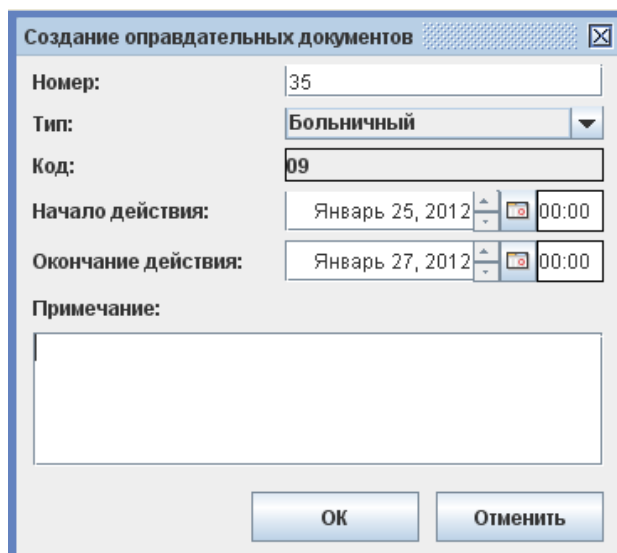 Создание оправдательных документов
Номер: 35
Тип: Больничный
Код: 09
Начало действия: Январь 25, 2012 00:00
Окончание действия: Январь 27, 2012 00:00
Примечание:
ОК Отменить